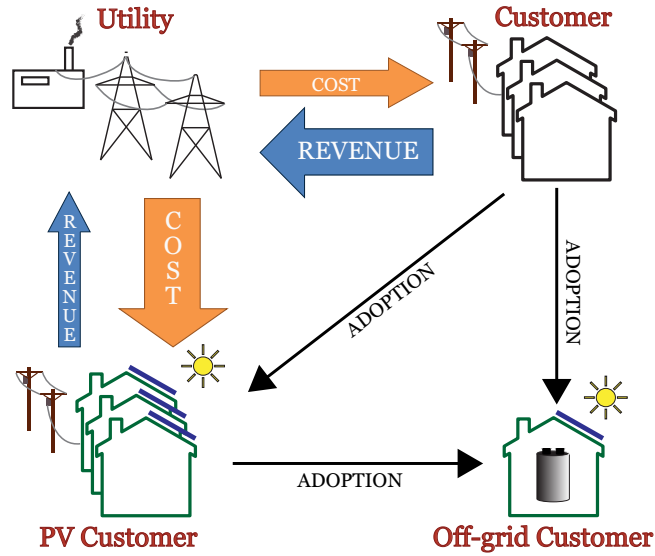 Utility
Customer
COST
REVENUE
REVENUE
COST
ADOPTION
ADOPTION
ADOPTION
PV Customer
Off-grid Customer